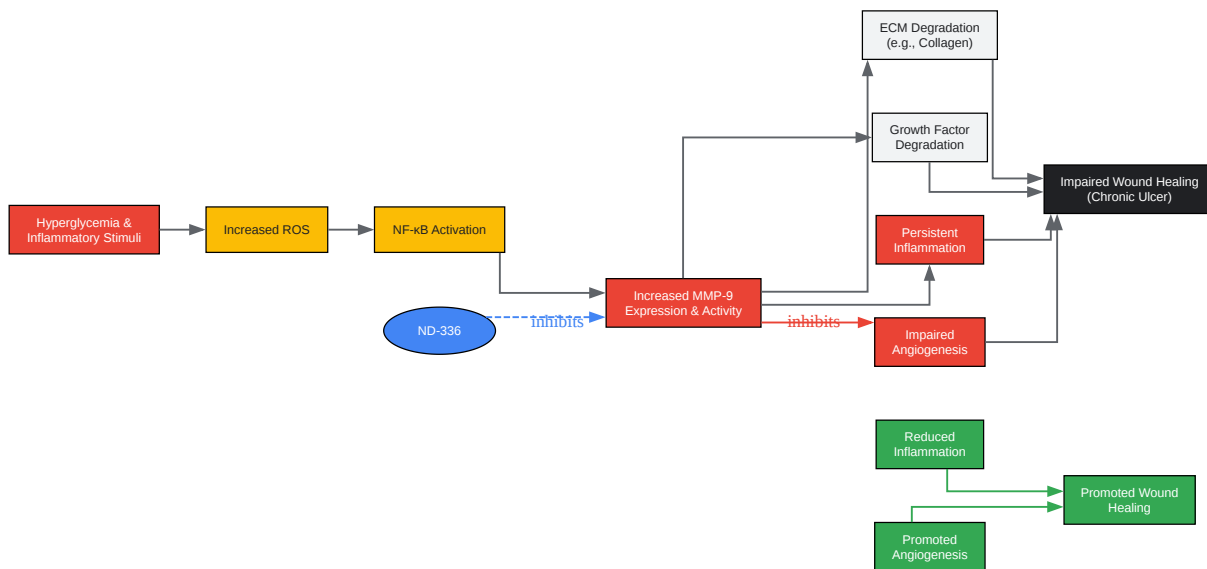 ECM Degradation
(e.g., Collagen)
Growth Factor
Degradation
Impaired Wound Healing
(Chronic Ulcer)
Hyperglycemia &
Inflammatory Stimuli
Increased ROS
NF-κB Activation
Persistent
Inflammation
Increased MMP-9
Expression & Activity
ND-336
inhibits
inhibits
Impaired
Angiogenesis
Reduced
Inflammation
Promoted Wound
Healing
Promoted
Angiogenesis